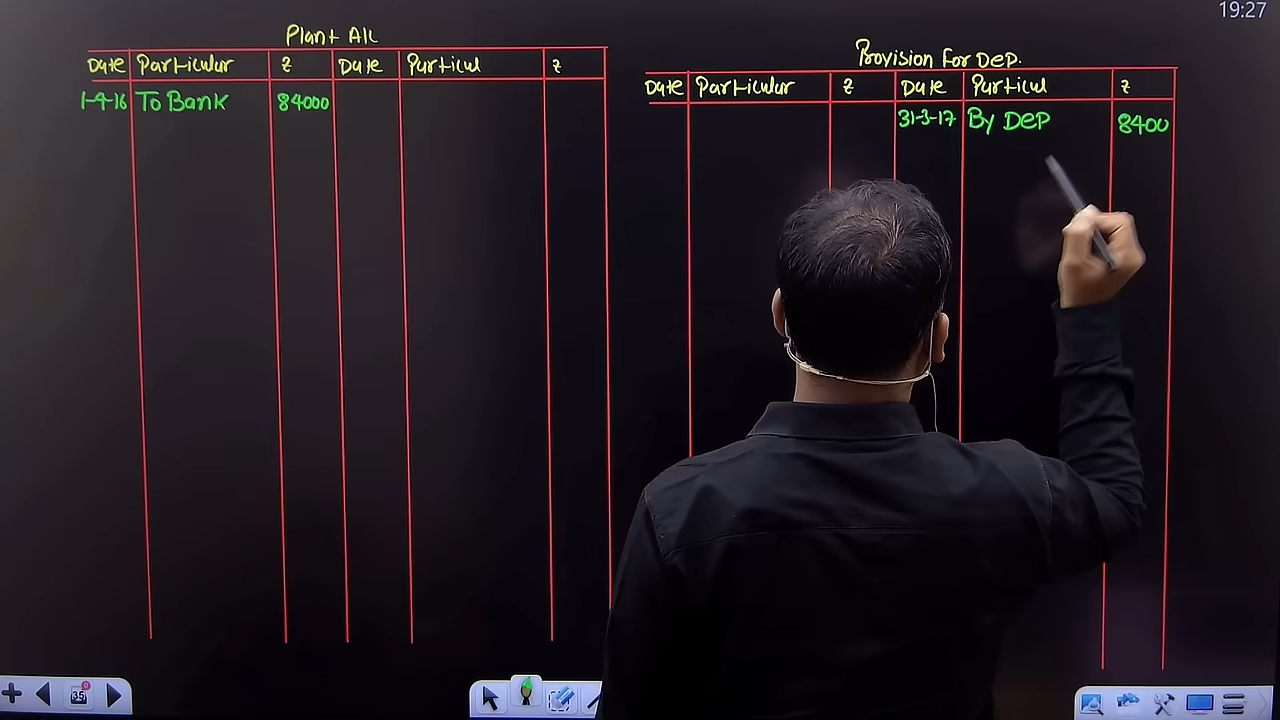 19:27
Plant A/c
Date Particular ₹ Date Particul ₹
1-4-16 To Bank 84000
Provision For Dep.
Date Particular ₹ Date Particul ₹
31-3-17 By Dep 8400
35